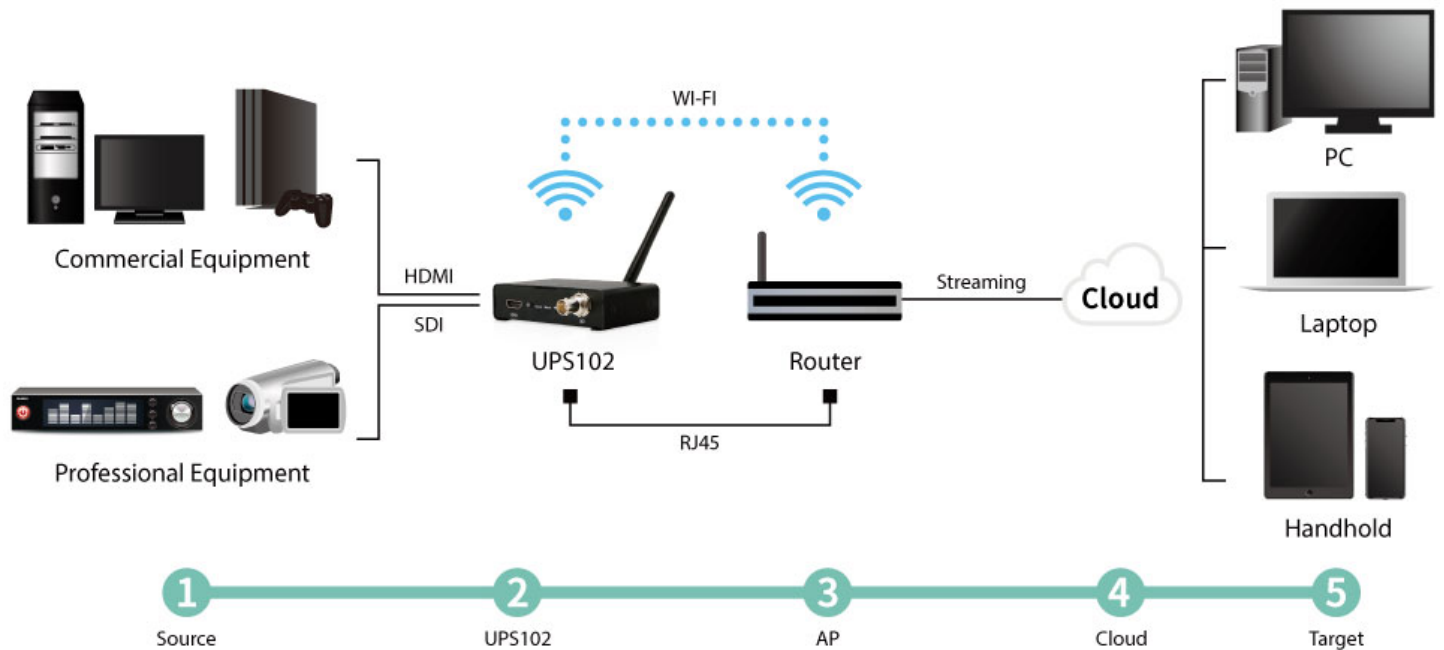 WI-FI
Commercial Equipment
HDMI
SDI
UPS102
Router
Streaming
Cloud
PC
Laptop
RJ45
Professional Equipment
Handhold
1
2
3
4
5
Source
UPS102
AP
Cloud
Target